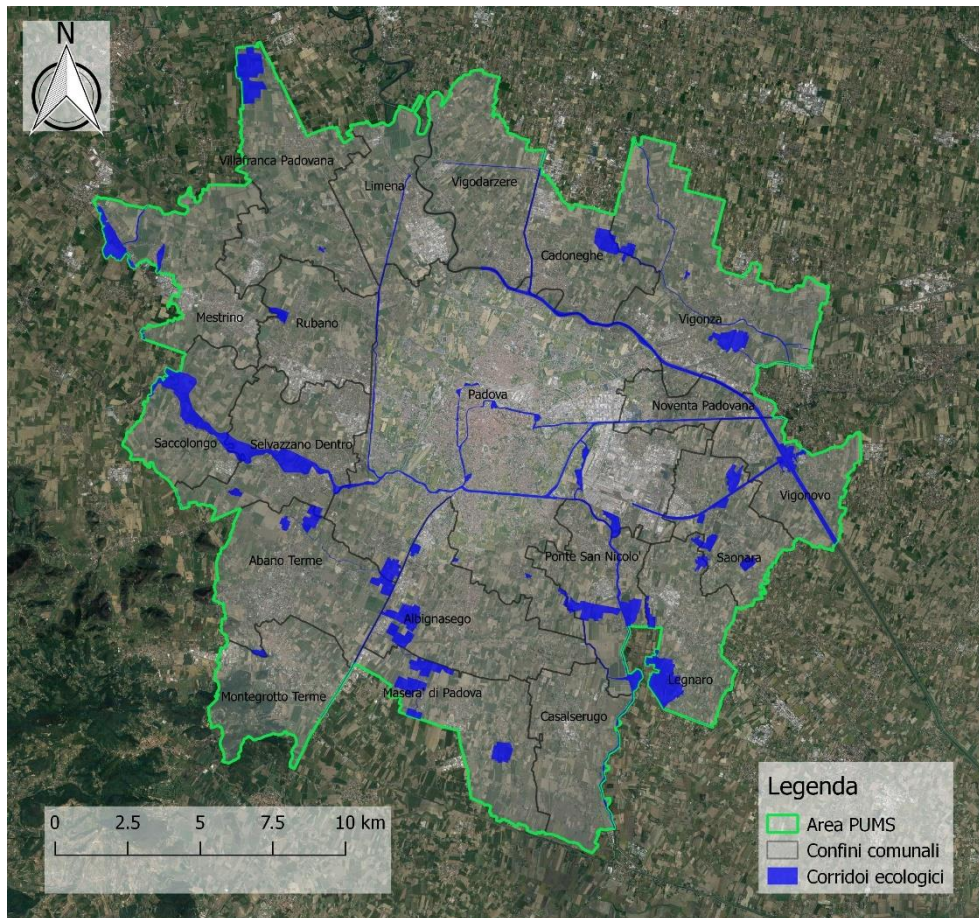 N
Villafranca Padovana
Limena
Vigodarzere
Cadoneghe
Mestrino
Rubano
Vigonza
Padova
Noventa Padovana
Saccolongo
Selvazzano Dentro
Vigonovo
Abano Terme
Ponte San Nicolo'
Saonara
Albignasego
Legnaro
Montegrotto Terme
Masera' di Padova
Casalserugo
0 2.5 5 7.5 10 km
Legenda
Area PUMS
Confini comunali
Corridoi ecologici